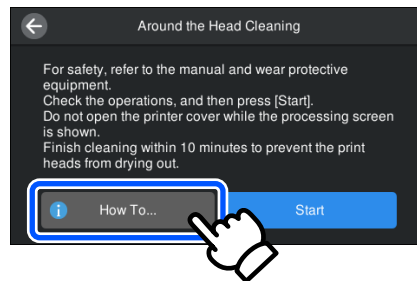 Around the Head Cleaning
For safety, refer to the manual and wear protective
equipment.
Check the operations, and then press [Start].
Do not open the printer cover while the processing screen
is shown.
Finish cleaning within 10 minutes to prevent the print
heads from drying out.
i How To...
Start